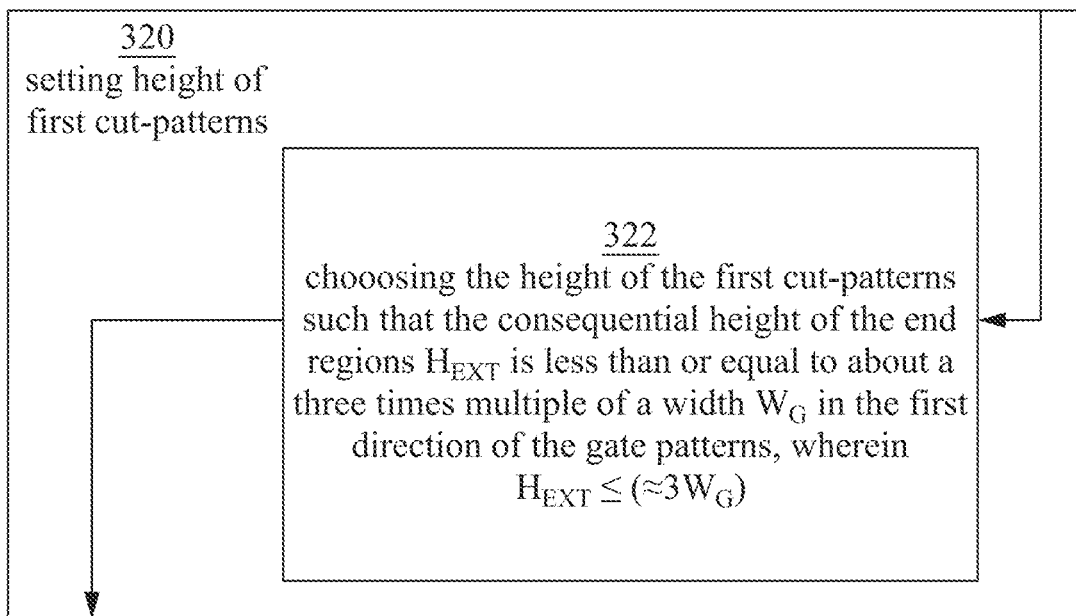 320
setting height of
first cut-patterns
322
chooosing the height of the first cut-patterns
such that the consequential height of the end
regions H_EXT is less than or equal to about a
three times multiple of a width W_G in the first
direction of the gate patterns, wherein
H_EXT ≤ (≈3W_G)